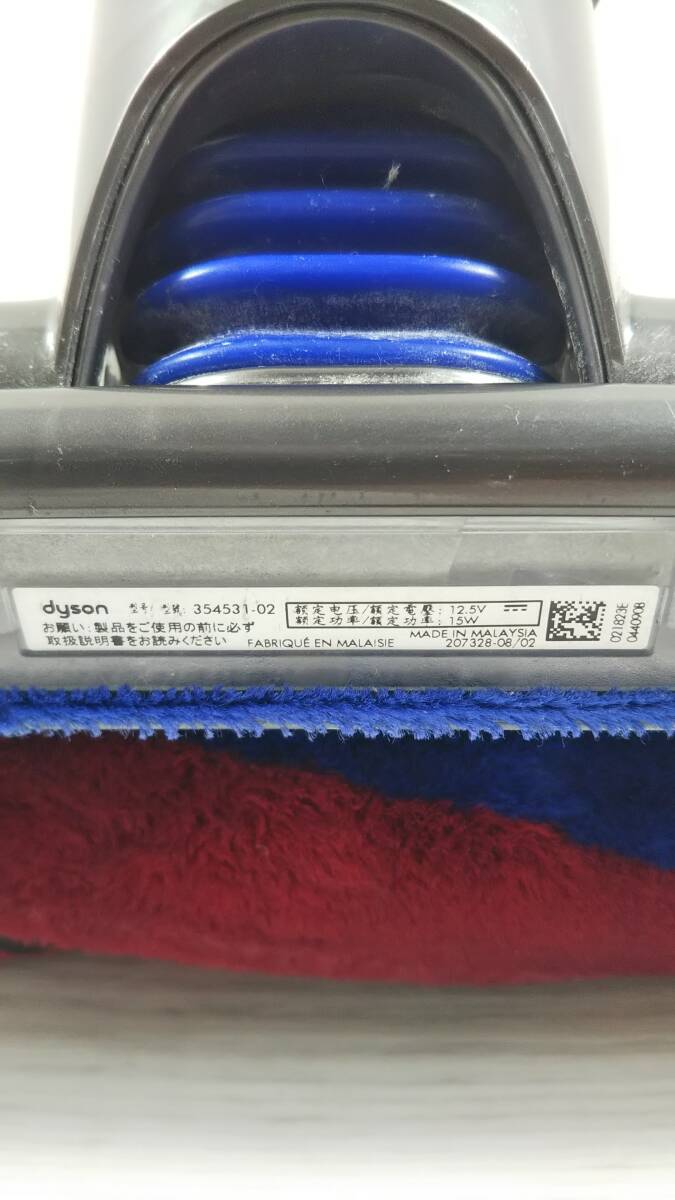 dyson 型号/型號: 354531-02
お願い:製品をご使用の前に必ず
取扱説明書をお読みください
FABRIQUÉ EN MALAISIE
额定电压/額定電壓: 12.5V
额定功率/額定功率: 15W
MADE IN MALAYSIA
207328-08/02
021823E
0440908